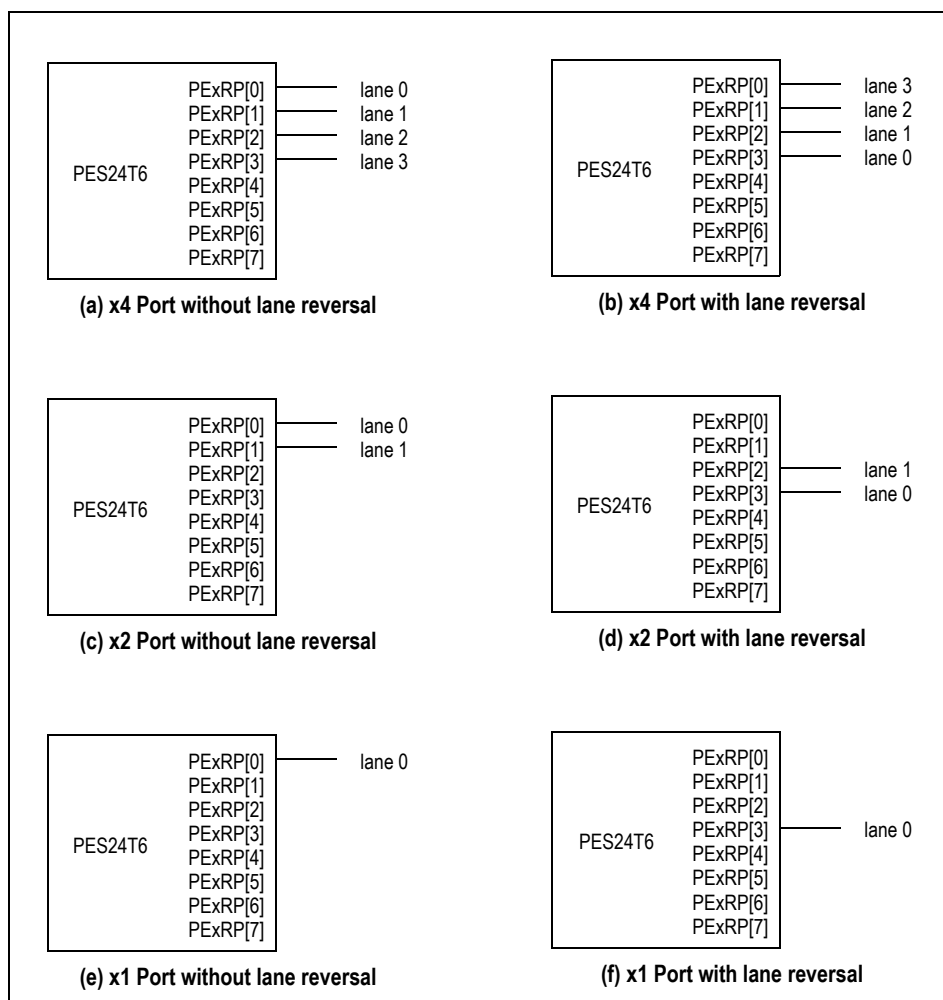 PES24T6
PExRP[0] lane 0
PExRP[1] lane 1
PExRP[2] lane 2
PExRP[3] lane 3
PExRP[4]
PExRP[5]
PExRP[6]
PExRP[7]
(a) x4 Port without lane reversal
PES24T6
PExRP[0] lane 3
PExRP[1] lane 2
PExRP[2] lane 1
PExRP[3] lane 0
PExRP[4]
PExRP[5]
PExRP[6]
PExRP[7]
(b) x4 Port with lane reversal
PES24T6
PExRP[0] lane 0
PExRP[1] lane 1
PExRP[2]
PExRP[3]
PExRP[4]
PExRP[5]
PExRP[6]
PExRP[7]
(c) x2 Port without lane reversal
PES24T6
PExRP[0]
PExRP[1]
PExRP[2] lane 1
PExRP[3] lane 0
PExRP[4]
PExRP[5]
PExRP[6]
PExRP[7]
(d) x2 Port with lane reversal
PES24T6
PExRP[0] lane 0
PExRP[1]
PExRP[2]
PExRP[3]
PExRP[4]
PExRP[5]
PExRP[6]
PExRP[7]
(e) x1 Port without lane reversal
PES24T6
PExRP[0]
PExRP[1]
PExRP[2]
PExRP[3] lane 0
PExRP[4]
PExRP[5]
PExRP[6]
PExRP[7]
(f) x1 Port with lane reversal